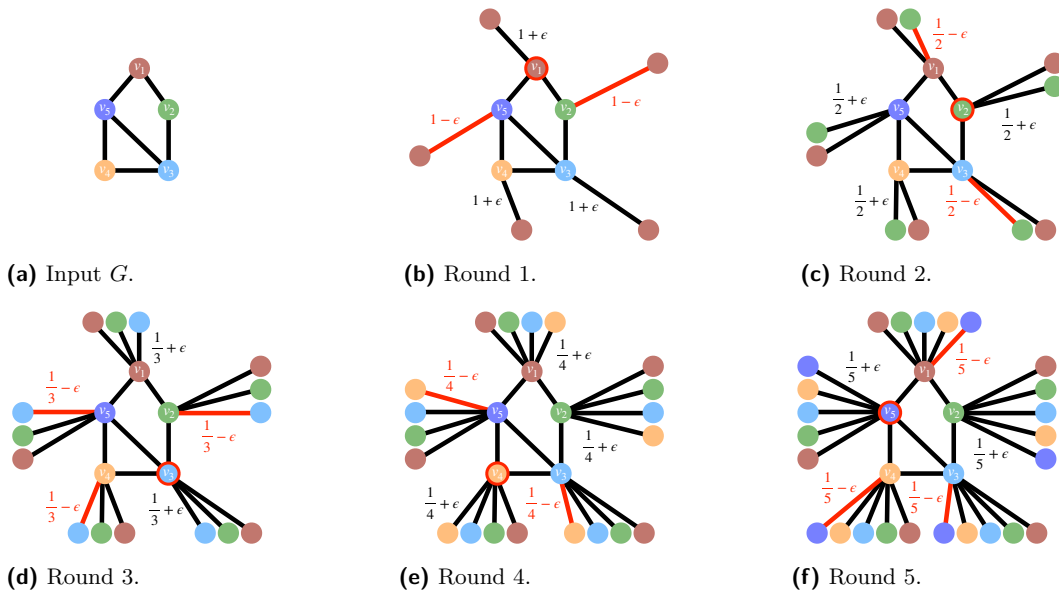 v₁
v₅ v₂
v₄ v₃
(a) Input G.
1 + ϵ
v₁
1 − ϵ
v₅ v₂
1 − ϵ
v₄ v₃
1 + ϵ
1 + ϵ
(b) Round 1.
1/2 − ϵ
v₁
1/2 + ϵ
v₅ v₂
1/2 + ϵ
v₄ v₃
1/2 + ϵ
1/2 − ϵ
(c) Round 2.
1/3 + ϵ
v₁
1/3 − ϵ
v₅ v₂
1/3 − ϵ
v₄ v₃
1/3 − ϵ
1/3 + ϵ
(d) Round 3.
1/4 + ϵ
v₁
1/4 − ϵ
v₅ v₂
1/4 + ϵ
v₄ v₃
1/4 + ϵ
1/4 − ϵ
(e) Round 4.
1/5 + ϵ
v₁
1/5 − ϵ
v₅ v₂
1/5 + ϵ
v₄ v₃
1/5 − ϵ
1/5 − ϵ
(f) Round 5.